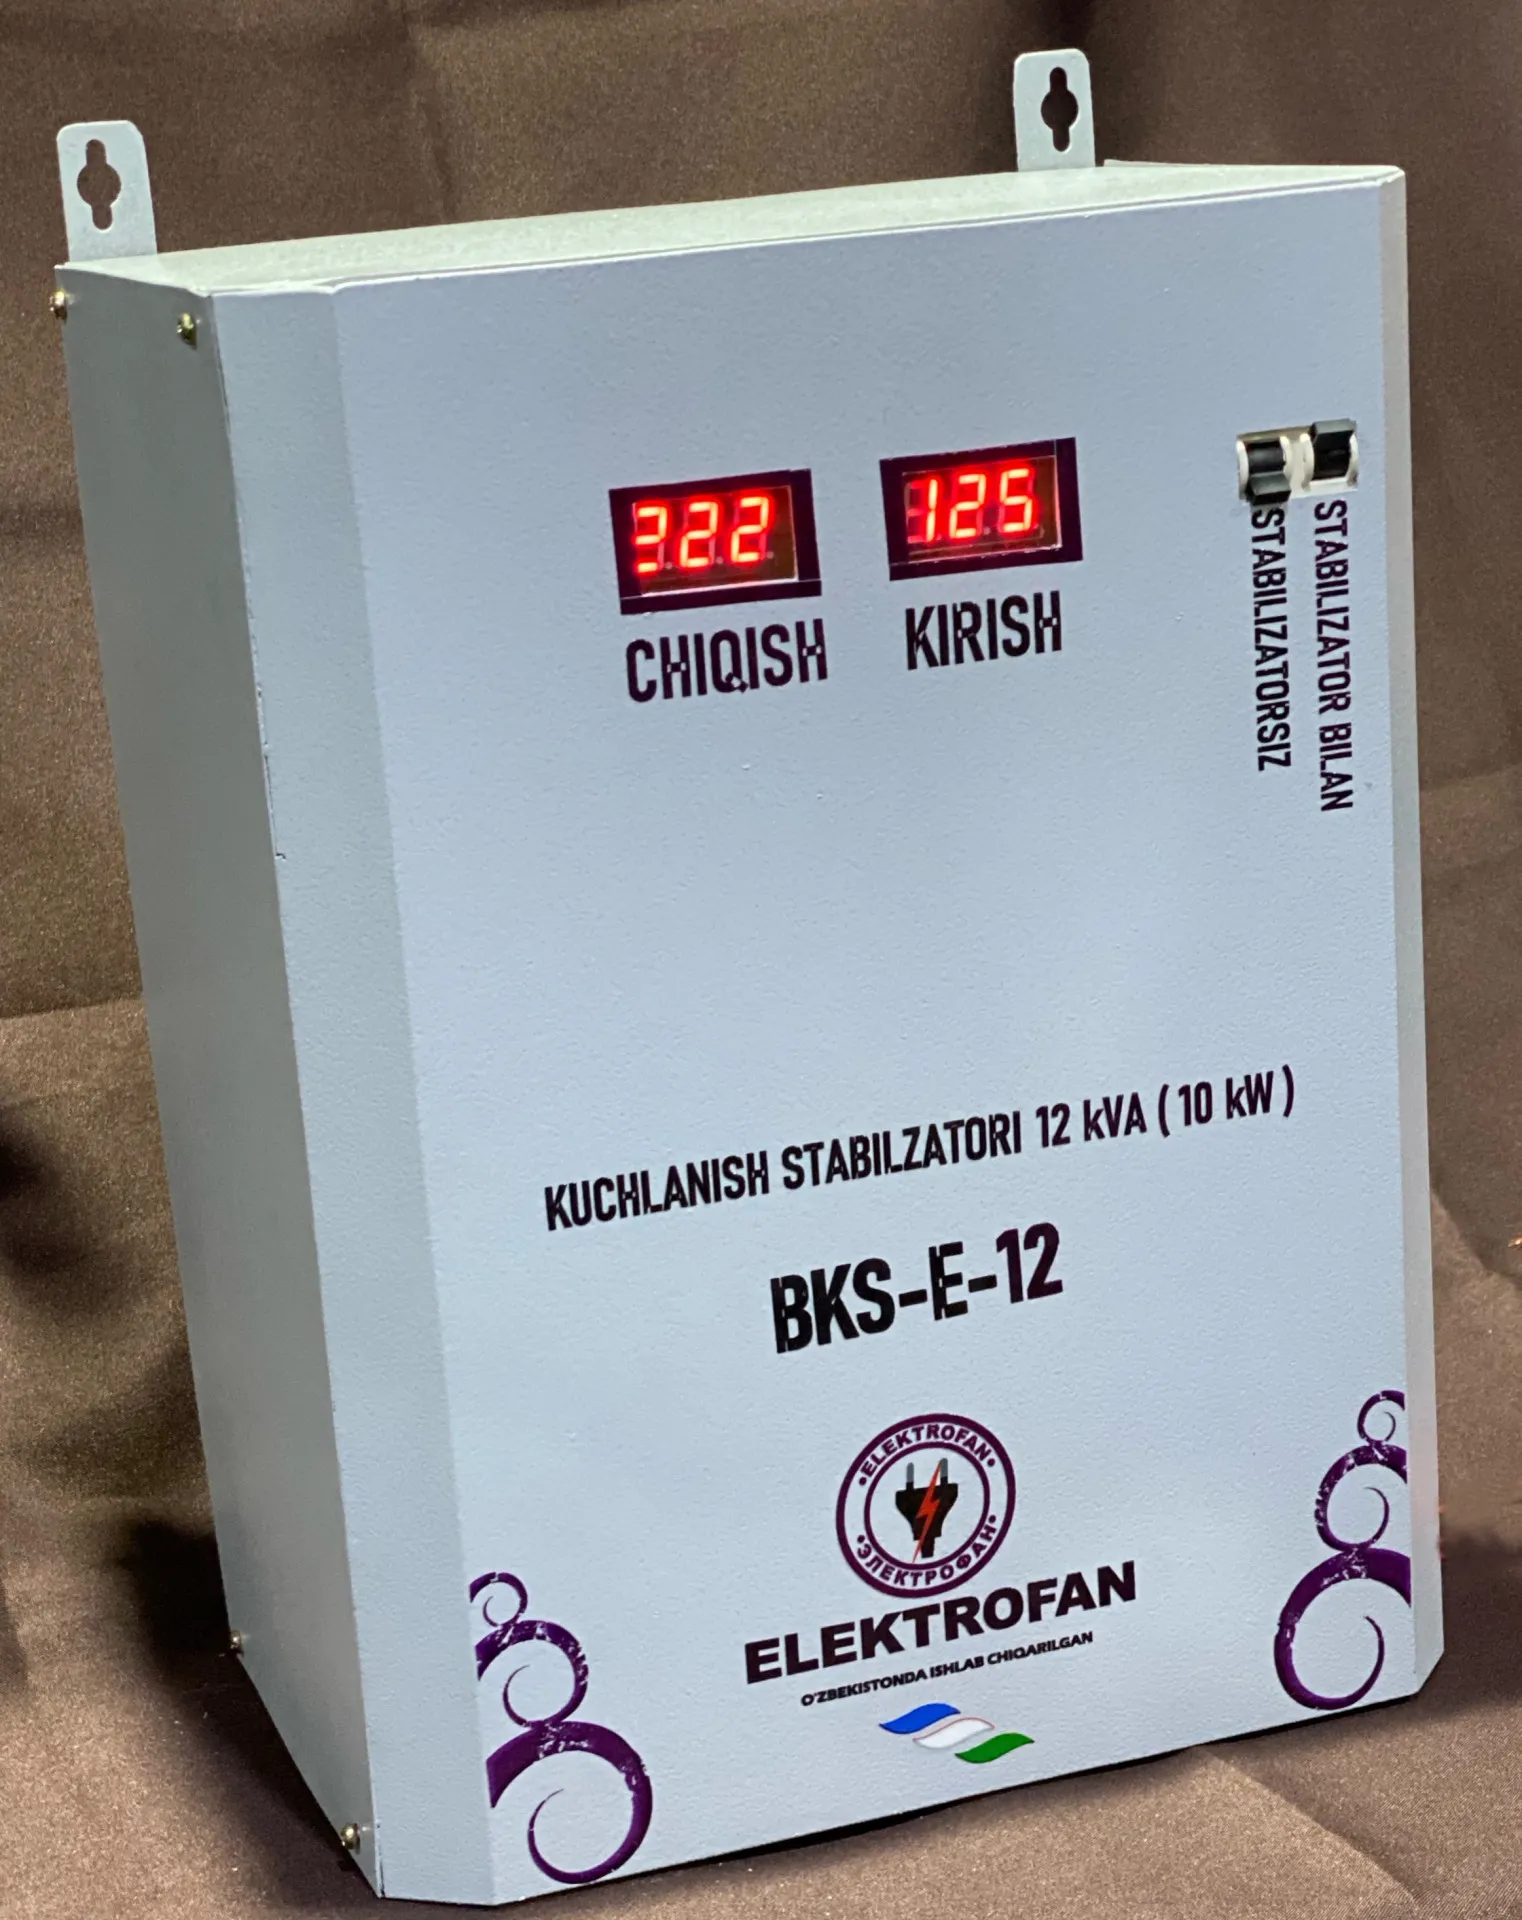 222
125
CHIQISH
KIRISH
STABILIZATORSIZ
STABILIZATOR BILAN
KUCHLANISH STABILZATORI 12 kVA ( 10 kW )
BKS-E-12
•ELEKTROFAN•
•ЭЛЕКТРОФАН•
ELEKTROFAN
O'ZBEKISTONDA ISHLAB CHIQARILGAN